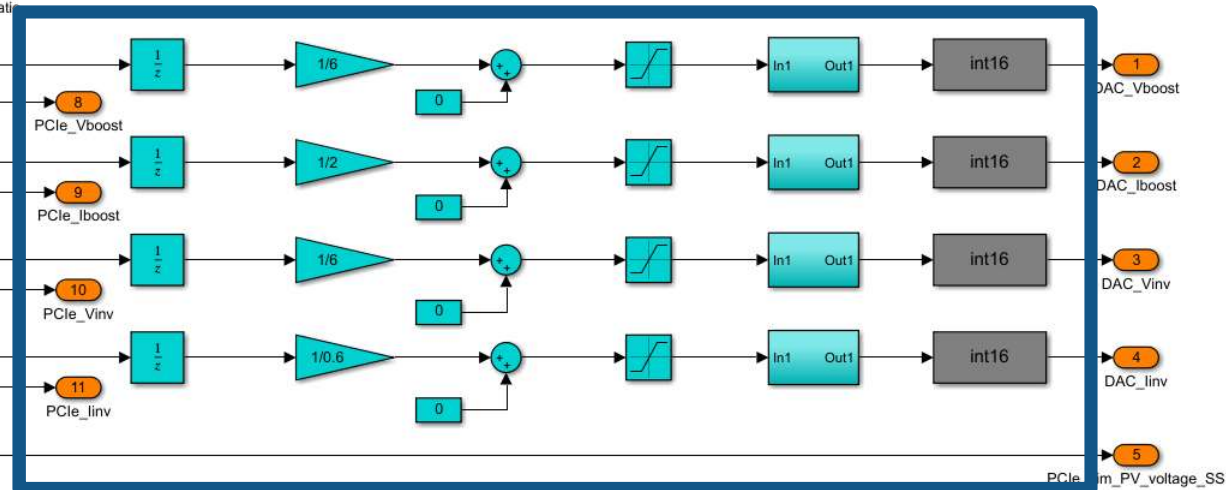 1/z 1/6 0 In1 Out1 int16 1
DAC_Vboost
8
PCIe_Vboost
1/z 1/2 0 In1 Out1 int16 2
DAC_Iboost
9
PCIe_Iboost
1/z 1/6 0 In1 Out1 int16 3
DAC_Vinv
10
PCIe_Vinv
1/z 1/0.6 0 In1 Out1 int16 4
DAC_Iinv
11
PCIe_Iinv
5
im_PV_voltage_SS